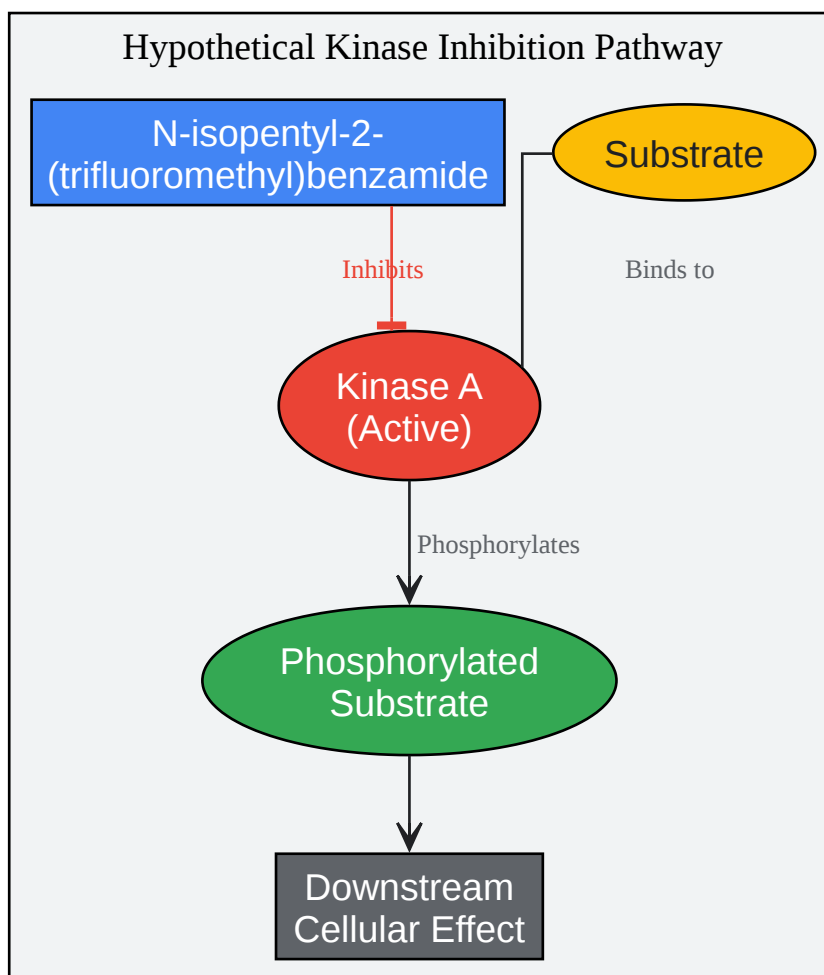 Hypothetical Kinase Inhibition Pathway
N-isopentyl-2-
(trifluoromethyl)benzamide
Substrate
Inhibits
Binds to
Kinase A
(Active)
Phosphorylates
Phosphorylated
Substrate
Downstream
Cellular Effect